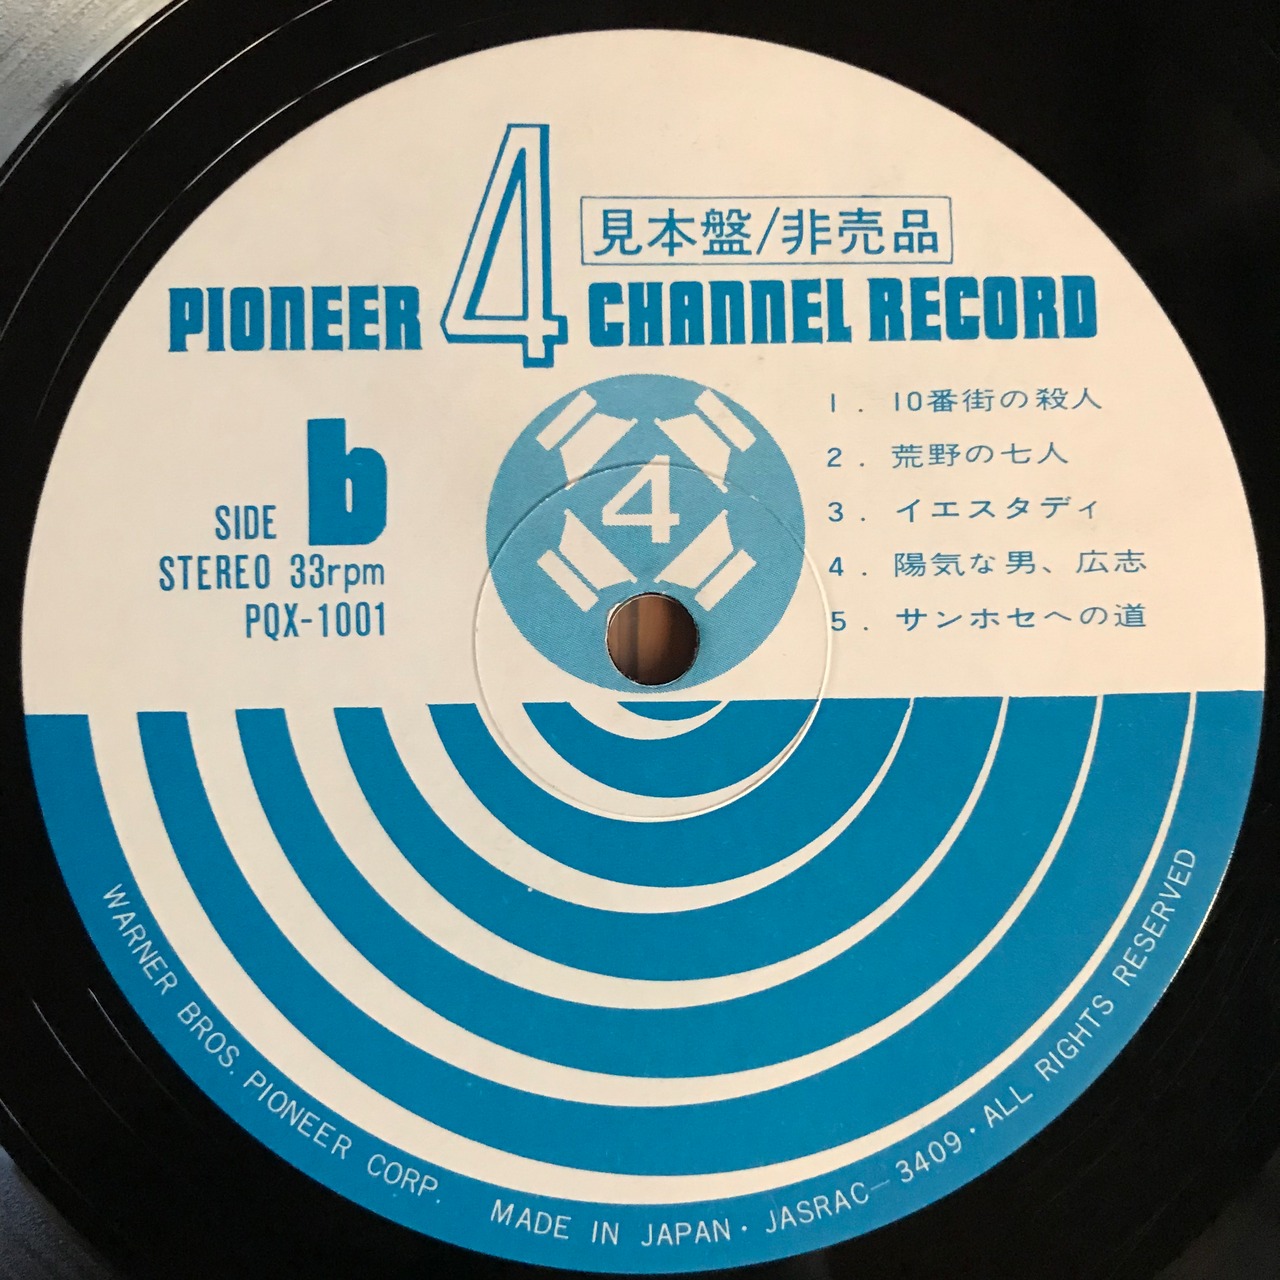 見本盤/非売品
PIONEER 4 CHANNEL RECORD
4
SIDE b
STEREO 33rpm
PQX-1001
1. 10番街の殺人
2. 荒野の七人
3. イエスタディ
4. 陽気な男、広志
5. サンホセへの道
WARNER BROS. PIONEER CORP. MADE IN JAPAN・JASRAC-3409・ALL RIGHTS RESERVED